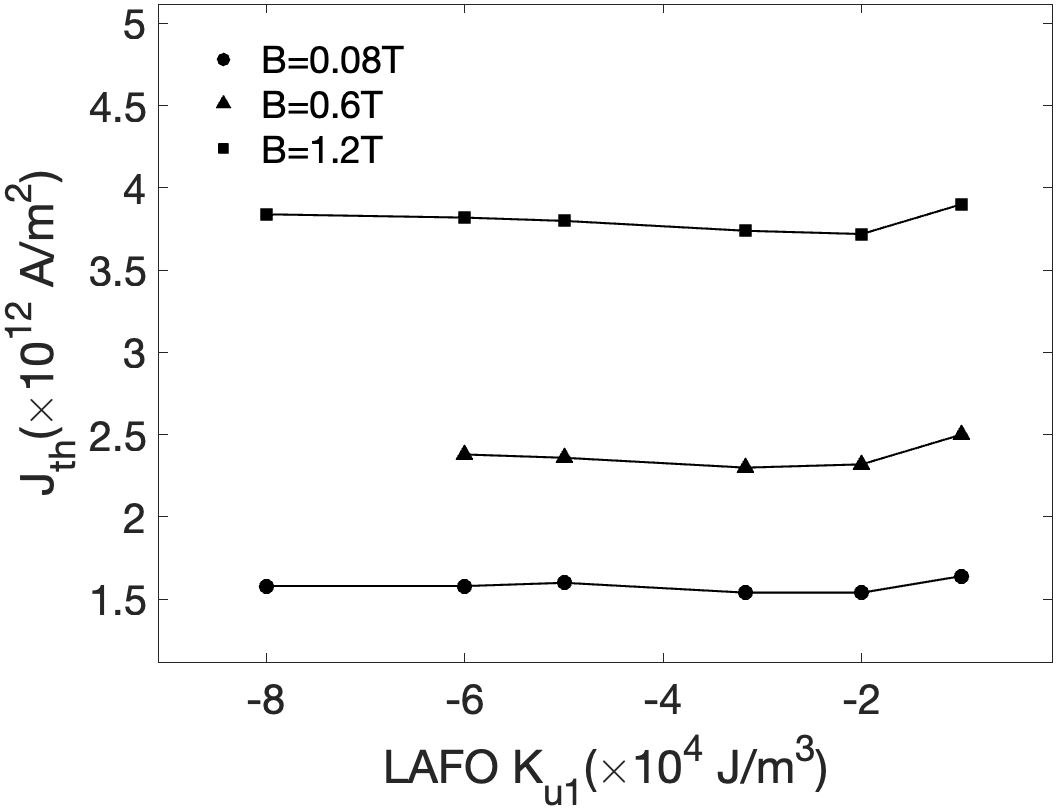 5
4.5
4
3.5
3
2.5
2
1.5
B=0.08T
B=0.6T
B=1.2T
J_th(×10^12 A/m^2)
-8 -6 -4 -2
LAFO K_u1(×10^4 J/m^3)